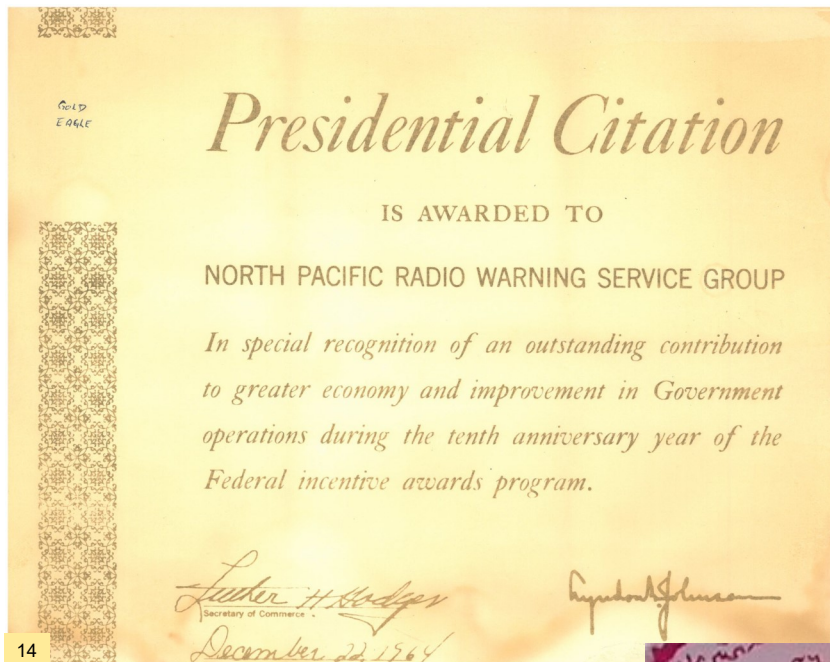 GOLD
EAGLE
Presidential Citation
IS AWARDED TO
NORTH PACIFIC RADIO WARNING SERVICE GROUP
In special recognition of an outstanding contribution
to greater economy and improvement in Government
operations during the tenth anniversary year of the
Federal incentive awards program.
Luther H Hodges
Lyndon B Johnson
Secretary of Commerce
December 22, 1964
14